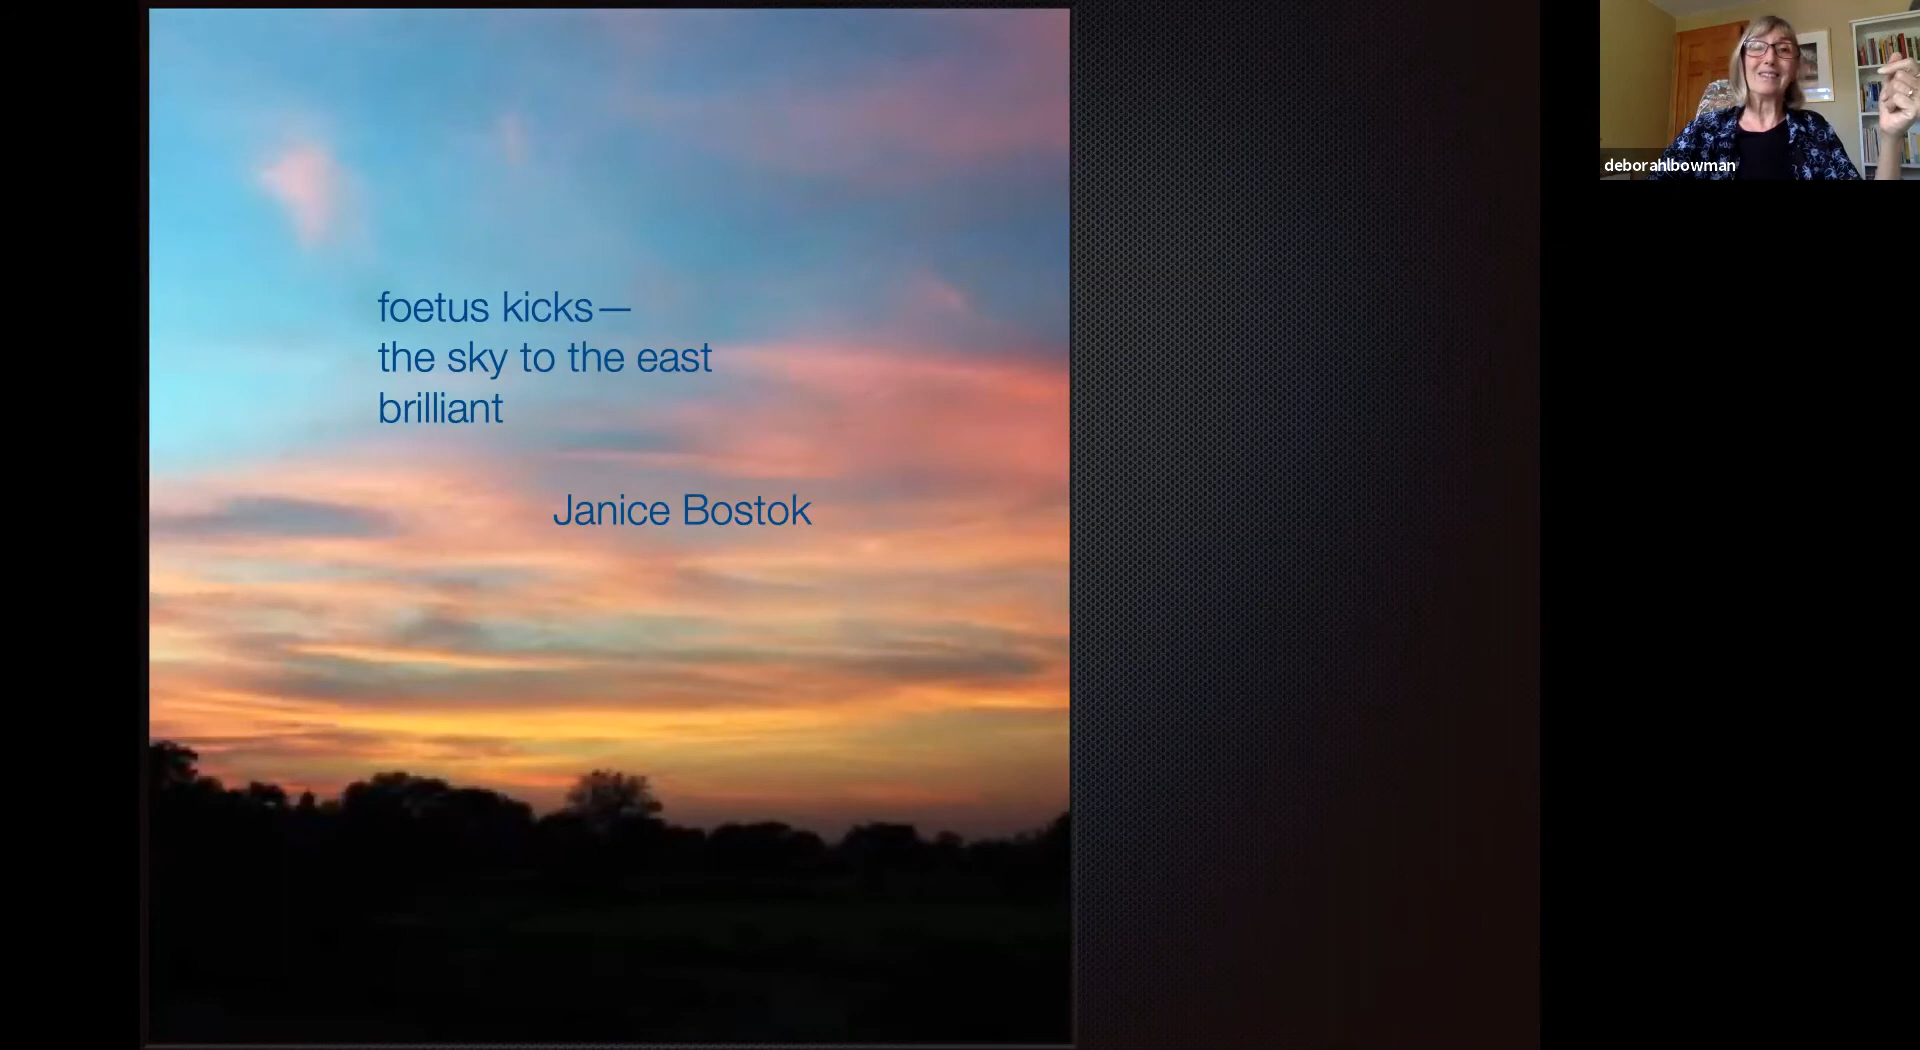 foetus kicks—
the sky to the east
brilliant
Janice Bostok
deborahlbowman